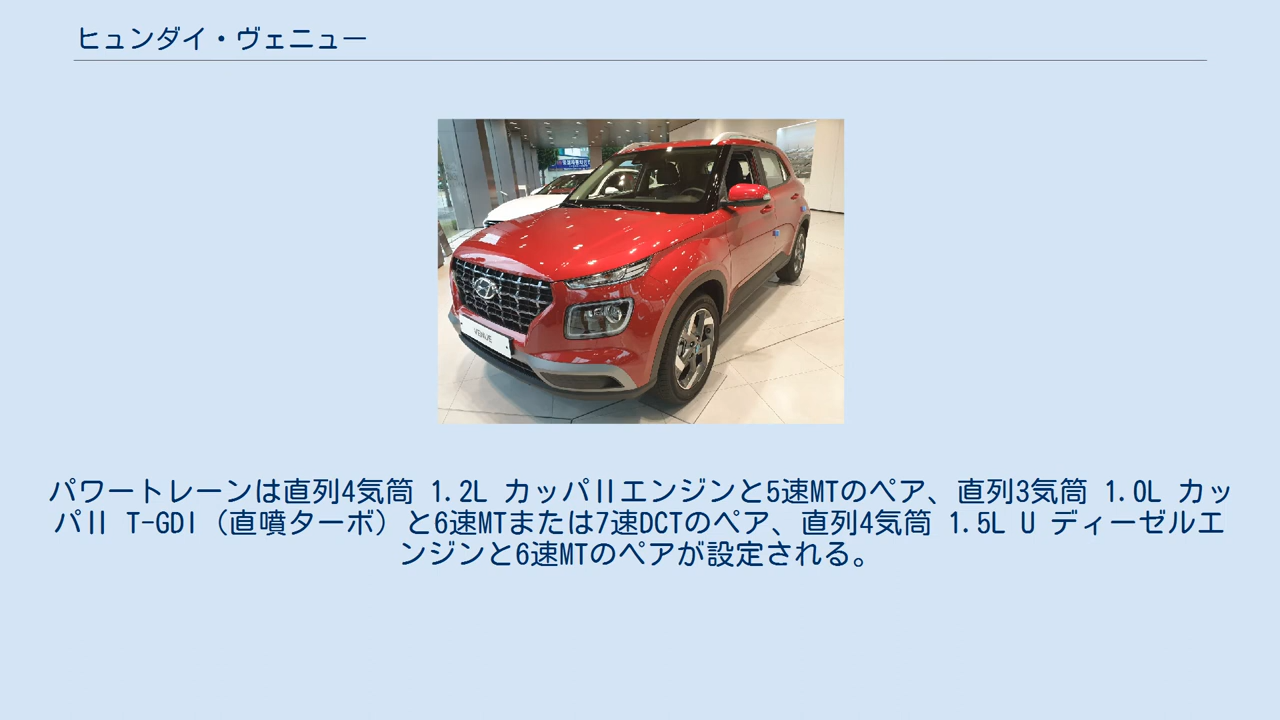 ヒュンダイ・ヴェニュー
VENUE
パワートレーンは直列4気筒 1.2L カッパIIエンジンと5速MTのペア、直列3気筒 1.0L カッ
パII T-GDI（直噴ターボ）と6速MTまたは7速DCTのペア、直列4気筒 1.5L U ディーゼルエ
ンジンと6速MTのペアが設定される。